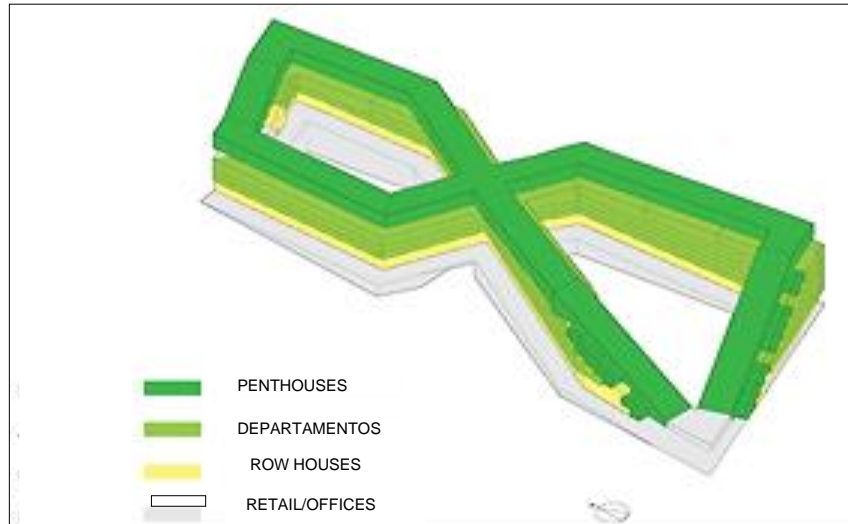 PENTHOUSES
DEPARTAMENTOS
ROW HOUSES
RETAIL/OFFICES